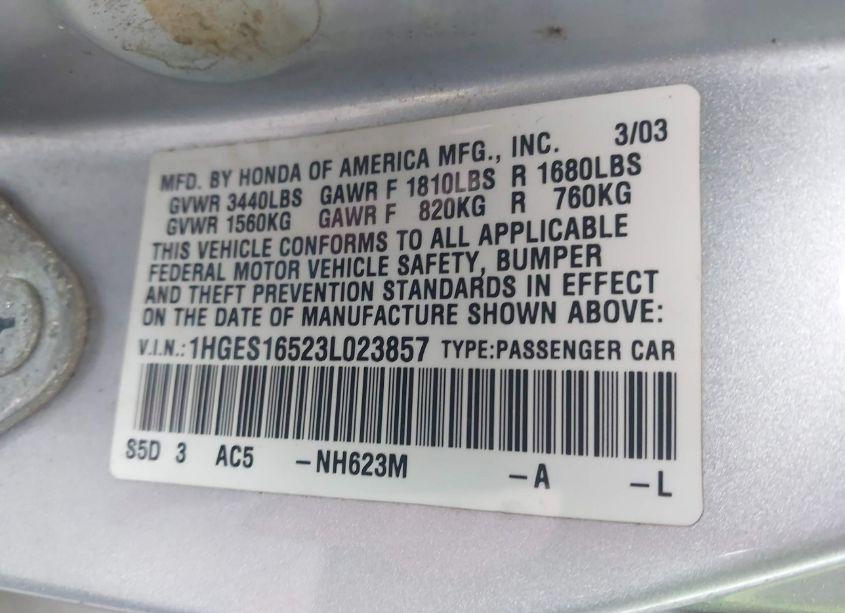 MFD. BY HONDA OF AMERICA MFG., INC. 3/03
GVWR 3440LBS GAWR F 1810LBS R 1680LBS
GVWR 1560KG GAWR F 820KG R 760KG
THIS VEHICLE CONFORMS TO ALL APPLICABLE
FEDERAL MOTOR VEHICLE SAFETY, BUMPER
AND THEFT PREVENTION STANDARDS IN EFFECT
ON THE DATE OF MANUFACTURE SHOWN ABOVE:
V.I.N.:1HGES16523L023857 TYPE:PASSENGER CAR
S5D 3 AC5 -NH623M -A -L